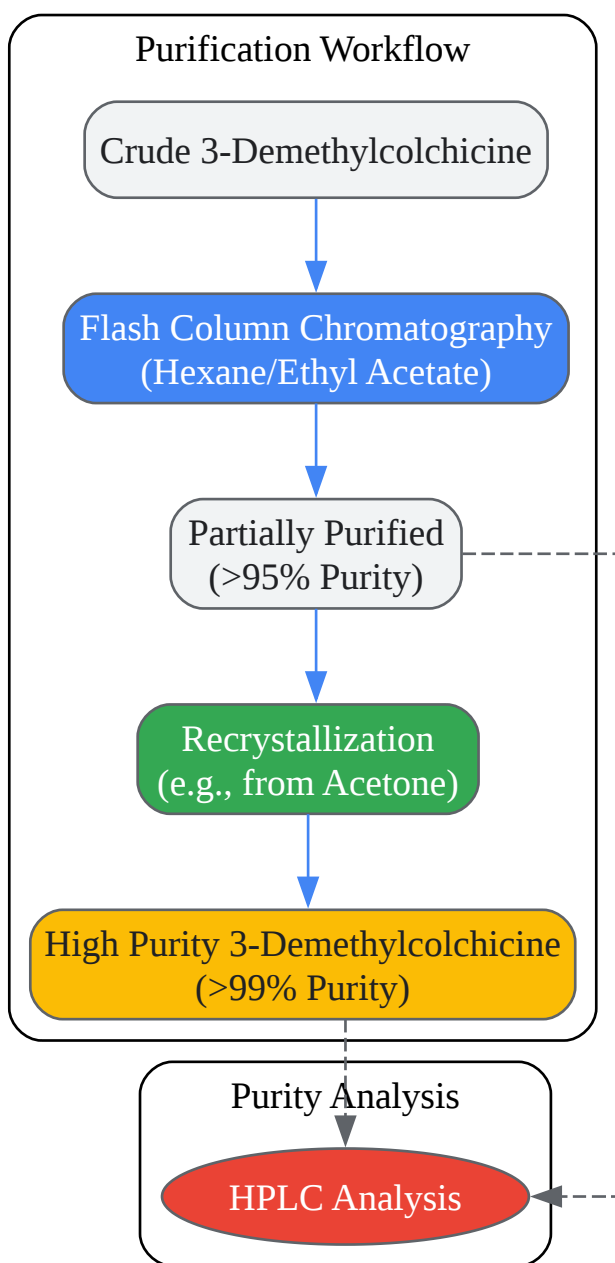 Purification Workflow
Crude 3-Demethylcolchicine
Flash Column Chromatography
(Hexane/Ethyl Acetate)
Partially Purified
(>95% Purity)
Recrystallization
(e.g., from Acetone)
High Purity 3-Demethylcolchicine
(>99% Purity)
Purity Analysis
HPLC Analysis